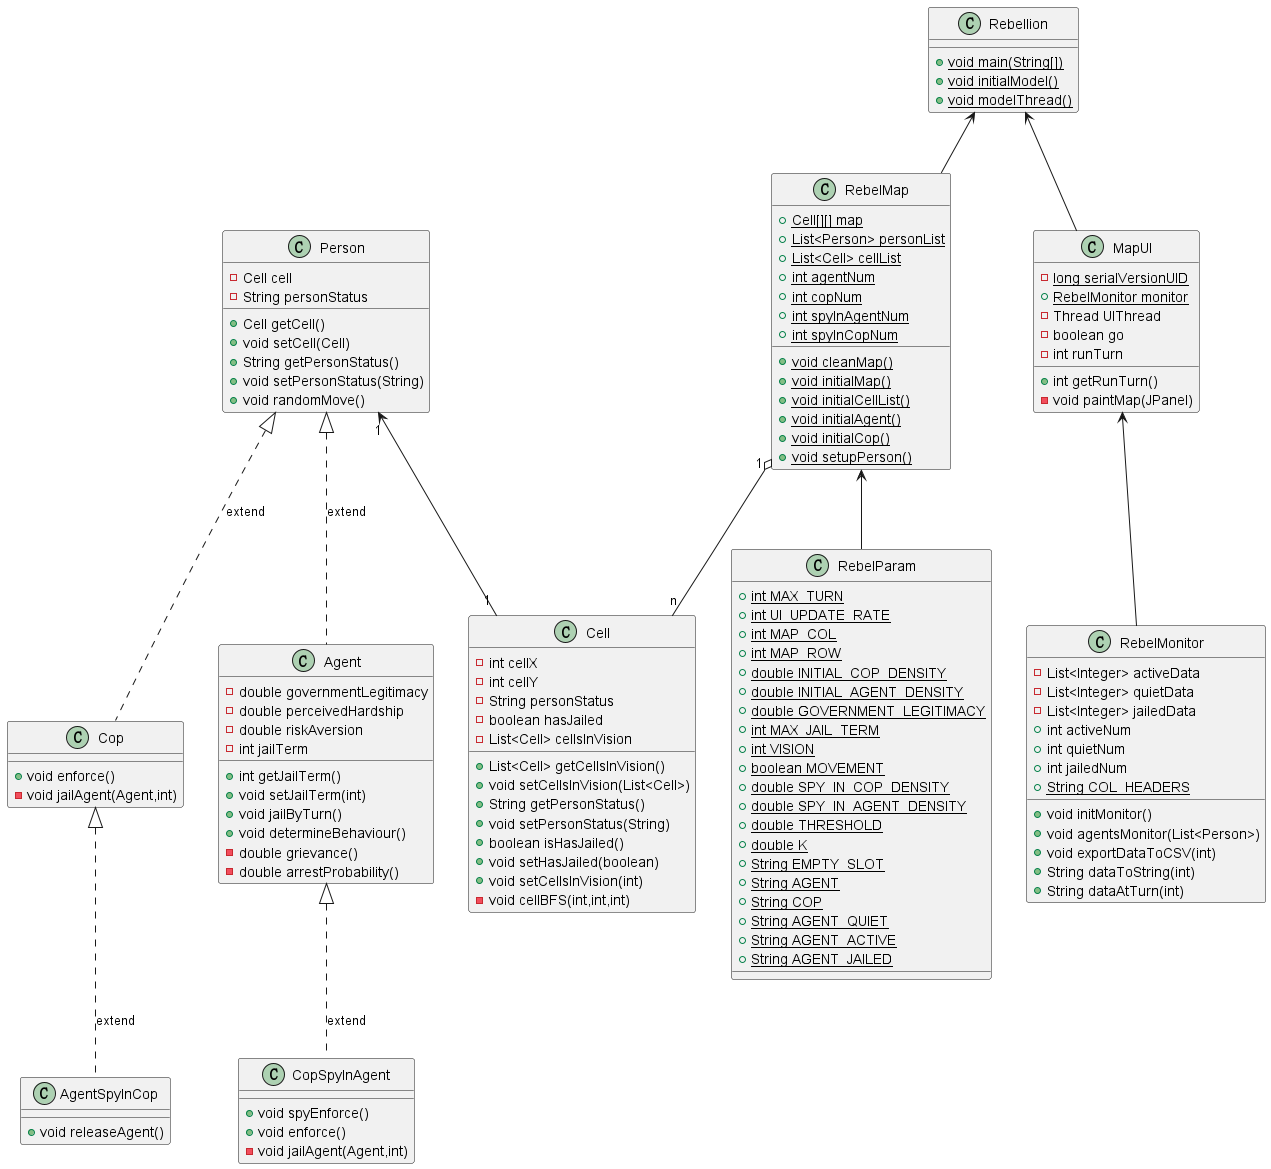 C Rebellion
void main(String[])
void initialModel()
void modelThread()
C RebelMap
Cell[][] map
List<Person> personList
List<Cell> cellList
int agentNum
int copNum
int spyInAgentNum
int spyInCopNum
void cleanMap()
void initialMap()
void initialCellList()
void initialAgent()
void initialCop()
void setupPerson()
C MapUI
long serialVersionUID
RebelMonitor monitor
Thread UIThread
boolean go
int runTurn
int getRunTurn()
void paintMap(JPanel)
C Person
Cell cell
String personStatus
Cell getCell()
void setCell(Cell)
String getPersonStatus()
void setPersonStatus(String)
void randomMove()
1
1
extend
extend
1
n
C RebelParam
int MAX_TURN
int UI_UPDATE_RATE
int MAP_COL
int MAP_ROW
double INITIAL_COP_DENSITY
double INITIAL_AGENT_DENSITY
double GOVERNMENT_LEGITIMACY
int MAX_JAIL_TERM
int VISION
boolean MOVEMENT
double SPY_IN_COP_DENSITY
double SPY_IN_AGENT_DENSITY
double THRESHOLD
double K
String EMPTY_SLOT
String AGENT
String COP
String AGENT_QUIET
String AGENT_ACTIVE
String AGENT_JAILED
C Cell
int cellX
int cellY
String personStatus
boolean hasJailed
List<Cell> cellsInVision
List<Cell> getCellsInVision()
void setCellsInVision(List<Cell>)
String getPersonStatus()
void setPersonStatus(String)
boolean isHasJailed()
void setHasJailed(boolean)
void setCellsInVision(int)
void cellBFS(int,int,int)
C RebelMonitor
List<Integer> activeData
List<Integer> quietData
List<Integer> jailedData
int activeNum
int quietNum
int jailedNum
String COL_HEADERS
void initMonitor()
void agentsMonitor(List<Person>)
void exportDataToCSV(int)
String dataToString(int)
String dataAtTurn(int)
C Agent
double governmentLegitimacy
double perceivedHardship
double riskAversion
int jailTerm
int getJailTerm()
void setJailTerm(int)
void jailByTurn()
void determineBehaviour()
double grievance()
double arrestProbability()
C Cop
void enforce()
void jailAgent(Agent,int)
extend
extend
C AgentSpyInCop
void releaseAgent()
C CopSpyInAgent
void spyEnforce()
void enforce()
void jailAgent(Agent,int)